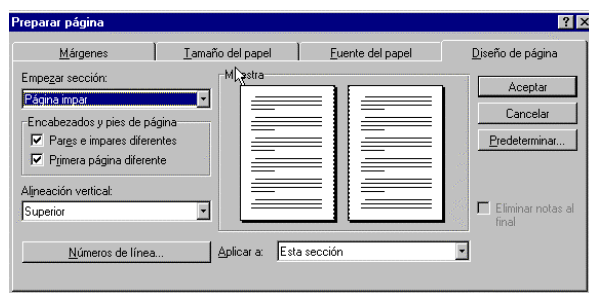 Preparar página
Márgenes
Tamaño del papel
Fuente del papel
Diseño de página
Empezar sección:
Página impar
Encabezados y pies de página
Pares e impares diferentes
Primera página diferente
Alineación vertical:
Superior
Números de línea...
Muestra
Aplicar a:
Esta sección
Aceptar
Cancelar
Predeterminar...
Eliminar notas al
final